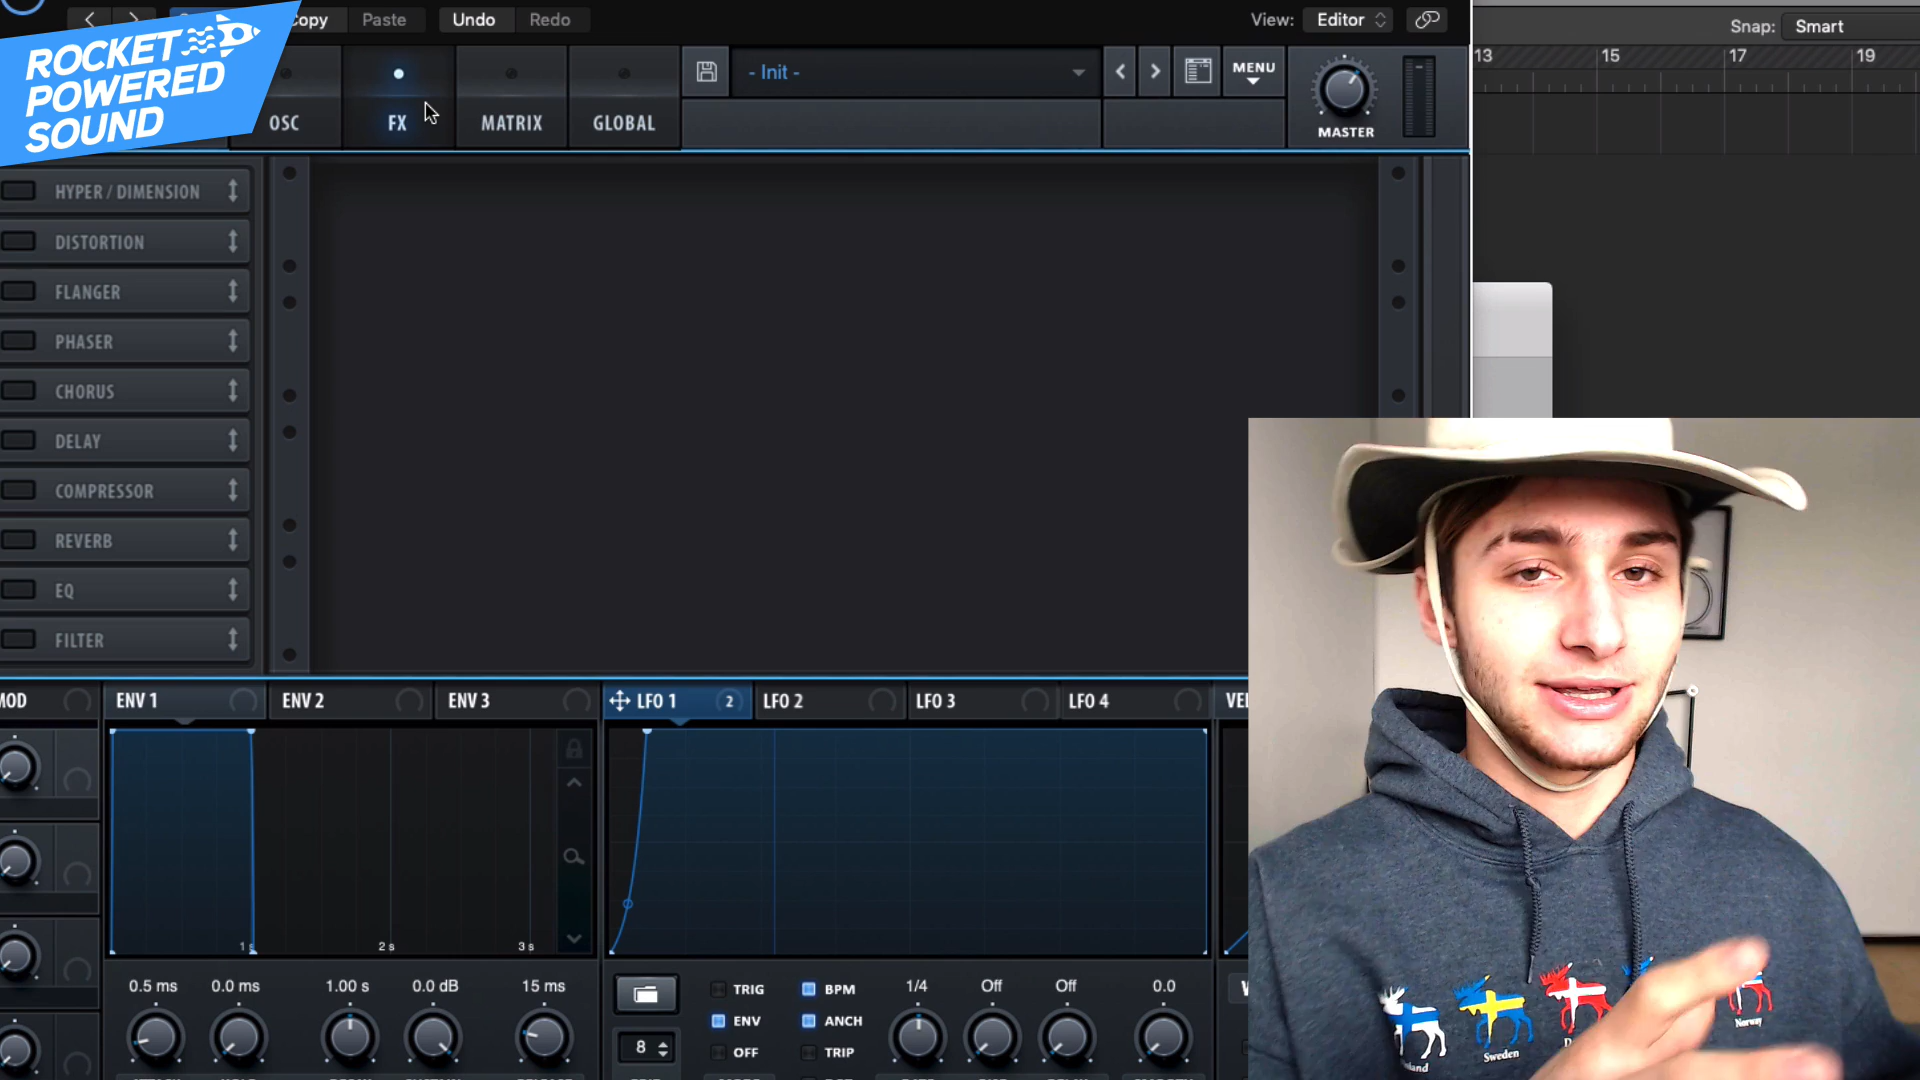 Copy Paste Undo Redo View: Editor
Snap: Smart
13 15 17 19
ROCKET
POWERED
SOUND
- Init -
MENU
MASTER
OSC FX MATRIX GLOBAL
HYPER / DIMENSION
DISTORTION
FLANGER
PHASER
CHORUS
DELAY
COMPRESSOR
REVERB
EQ
FILTER
MOD ENV 1 ENV 2 ENV 3 LFO 1 2 LFO 2 LFO 3 LFO 4
2 s 3 s
0.5 ms 0.0 ms 1.00 s 0.0 dB 15 ms
TRIG BPM 1/4 Off Off 0.0
ENV ANCH
8 OFF TRIP
Sweden
Norway